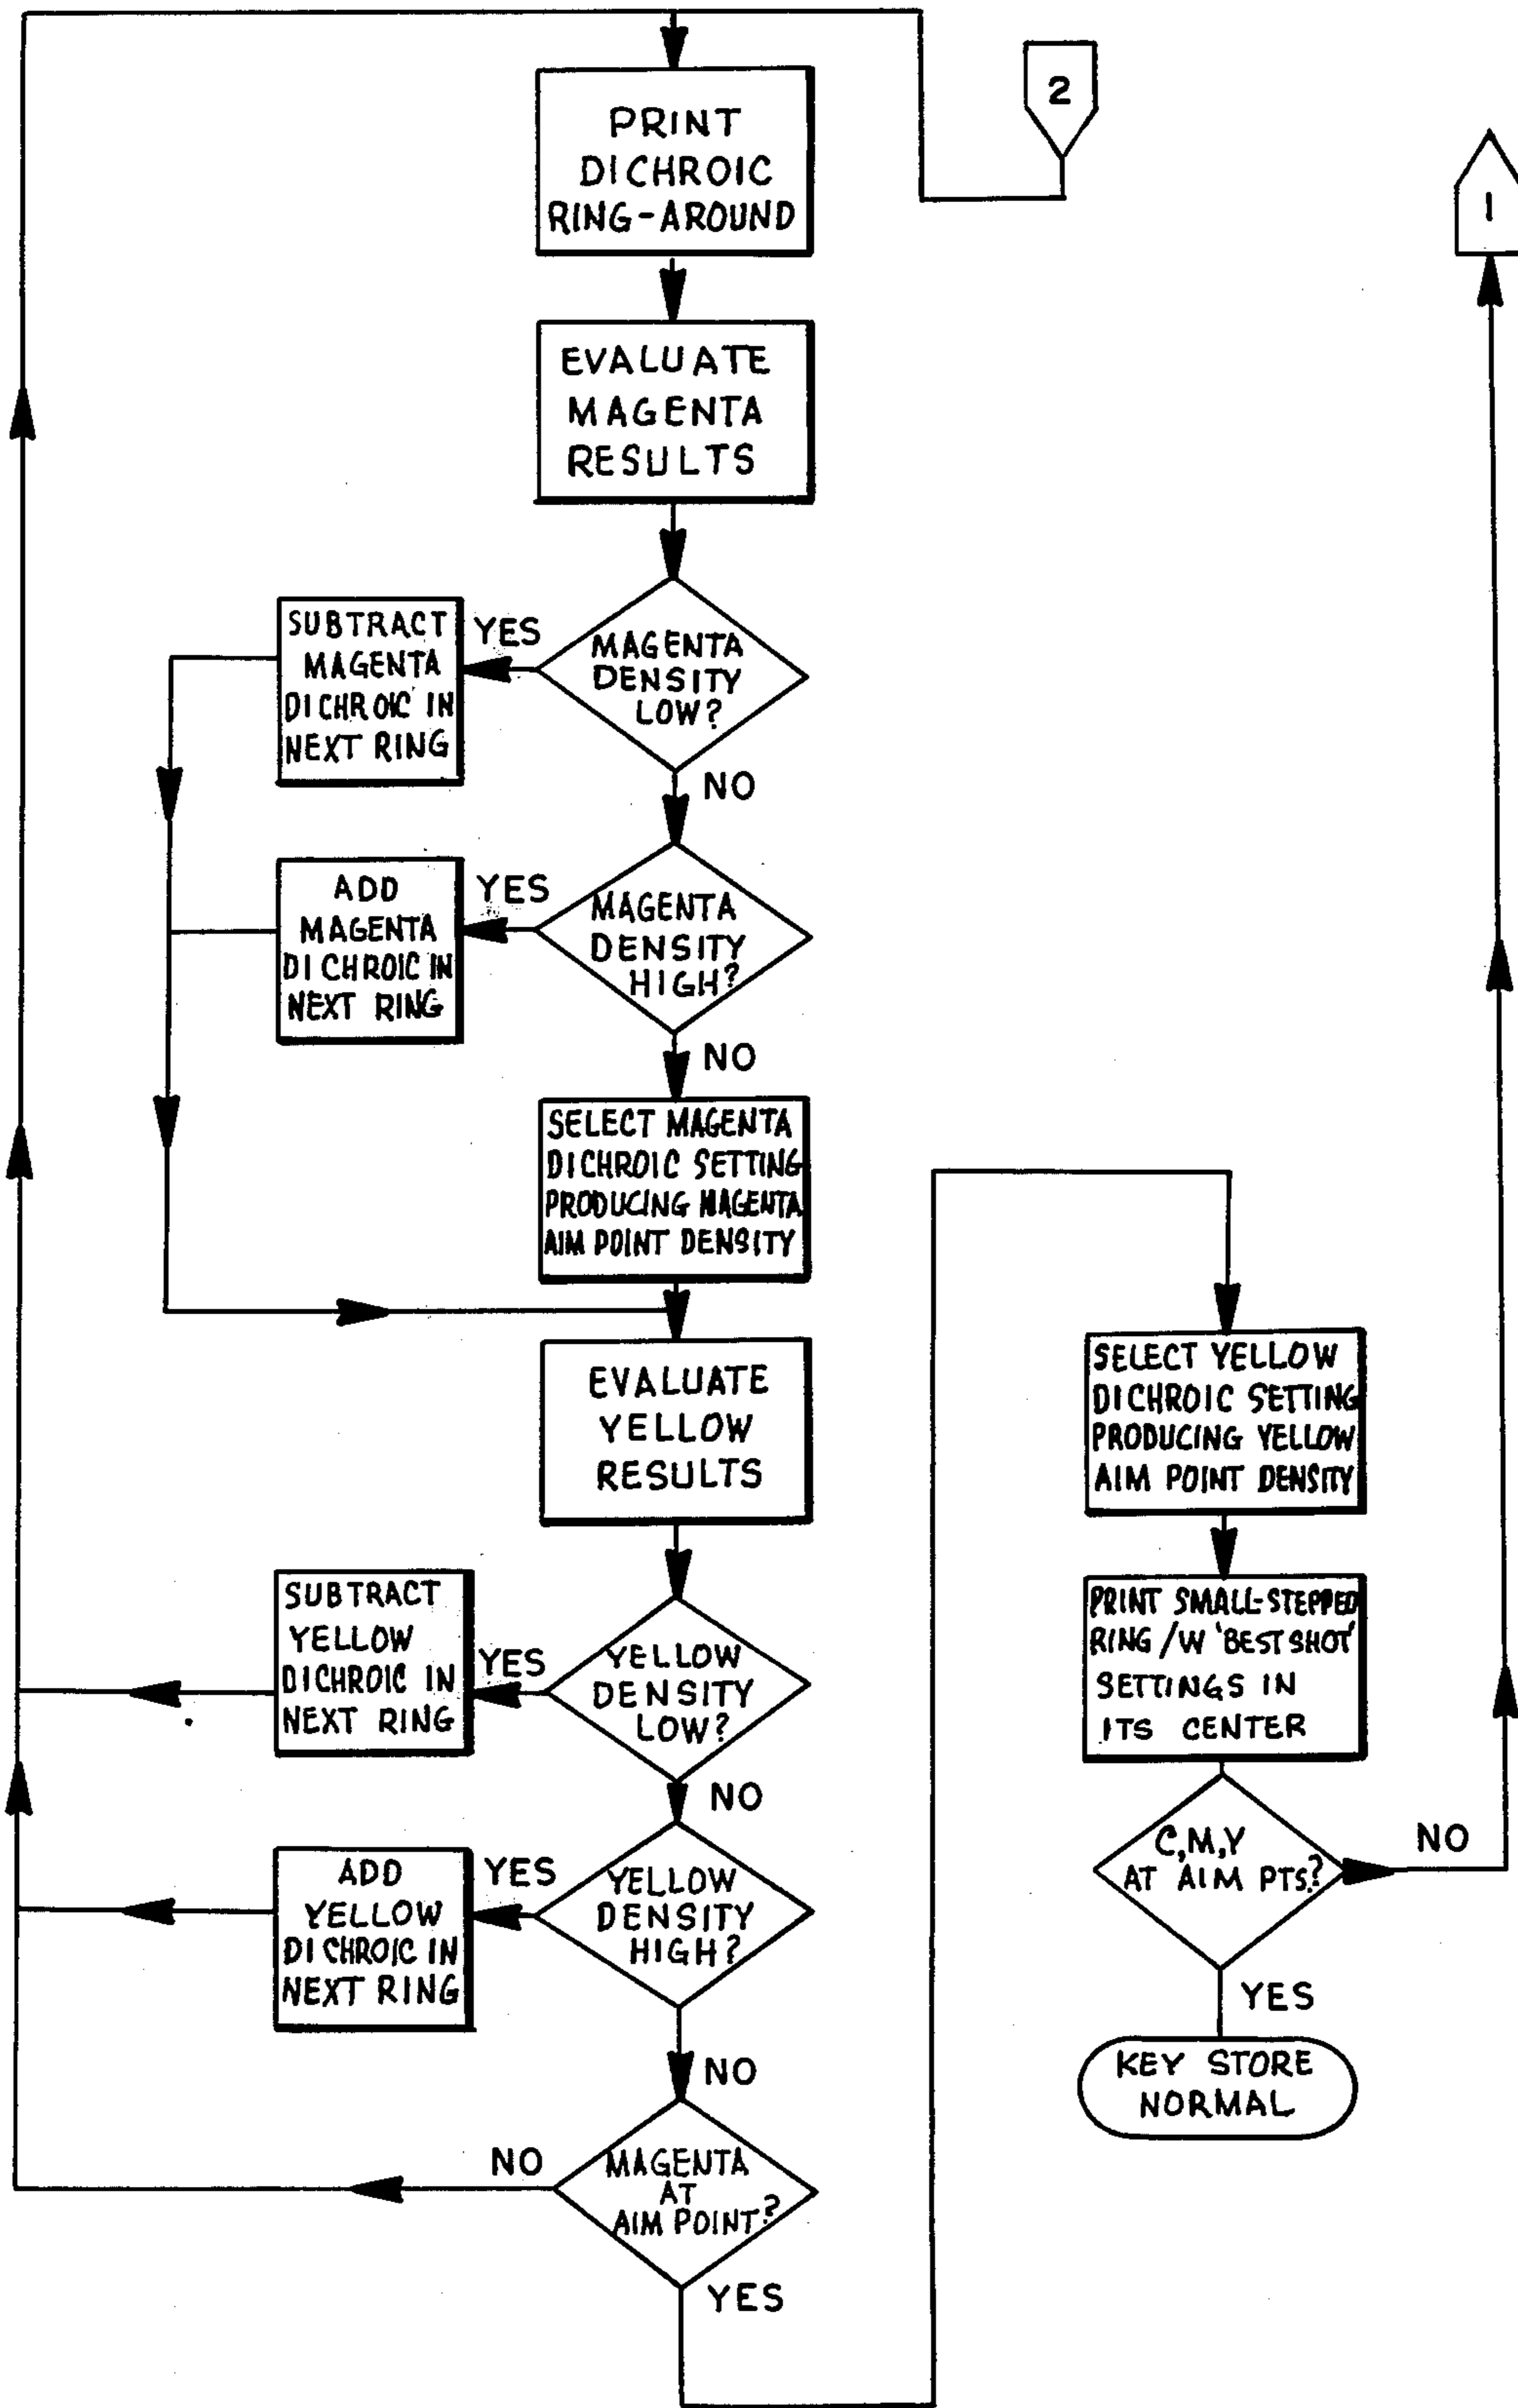 2
1
PRINT
DICHROIC
RING-AROUND
EVALUATE
MAGENTA
RESULTS
MAGENTA
DENSITY
LOW?
YES
SUBTRACT
MAGENTA
DICHROIC IN
NEXT RING
NO
MAGENTA
DENSITY
HIGH?
YES
ADD
MAGENTA
DICHROIC IN
NEXT RING
NO
SELECT MAGENTA
DICHROIC SETTING
PRODUCING MAGENTA
AIM POINT DENSITY
EVALUATE
YELLOW
RESULTS
YELLOW
DENSITY
LOW?
YES
SUBTRACT
YELLOW
DICHROIC IN
NEXT RING
NO
YELLOW
DENSITY
HIGH?
YES
ADD
YELLOW
DICHROIC IN
NEXT RING
NO
MAGENTA
AT
AIM POINT?
NO
YES
SELECT YELLOW
DICHROIC SETTING
PRODUCING YELLOW
AIM POINT DENSITY
PRINT SMALL-STEPPED
RING /W 'BEST SHOT'
SETTINGS IN
ITS CENTER
C,M,Y
AT AIM PTS.?
NO
YES
KEY STORE
NORMAL